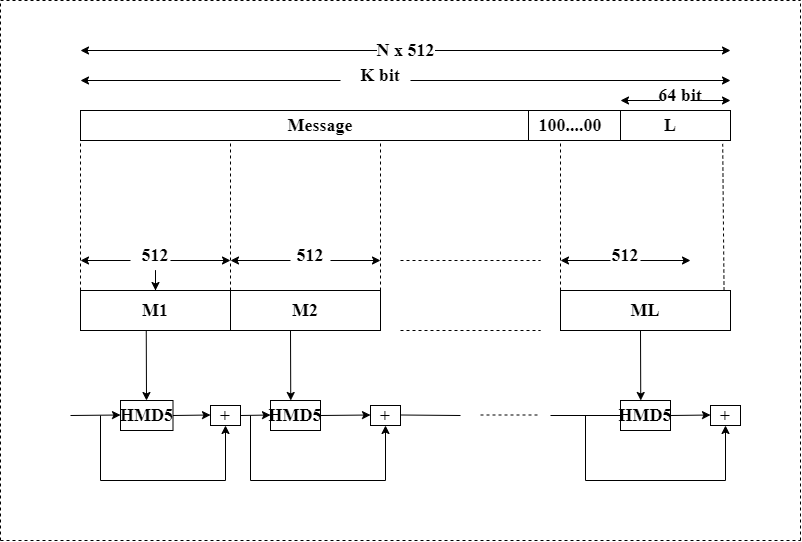 N x 512
K bit
64 bit
Message 100....00 L
512 512 512
M1 M2 ML
HMD5 + HMD5 + HMD5 +